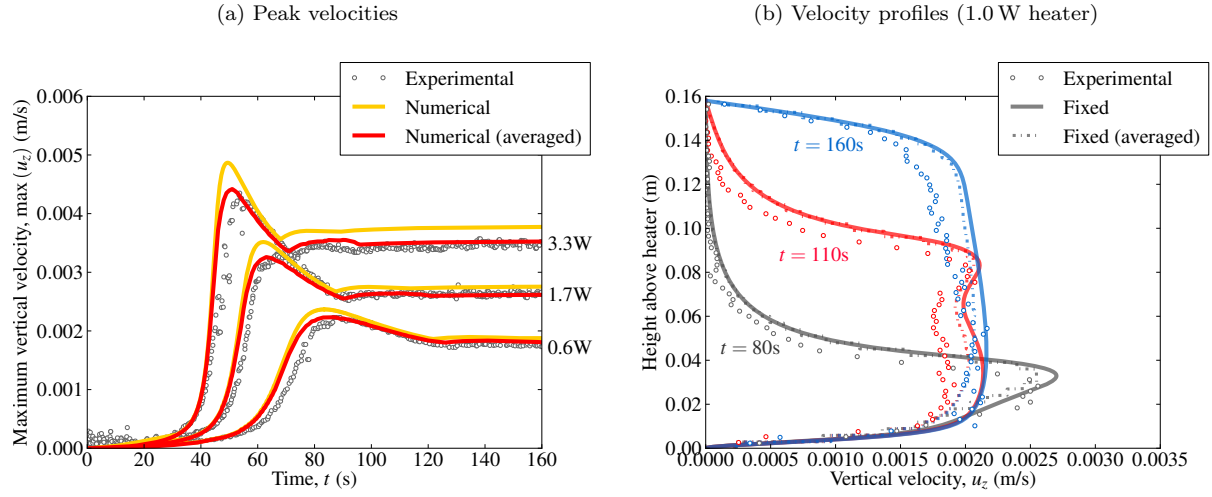 (a) Peak velocities
Experimental
Numerical
Numerical (averaged)
Maximum vertical velocity, max (u_z) (m/s)
0.006
0.005
0.004
0.003
0.002
0.001
0.000
3.3W
1.7W
0.6W
0 20 40 60 80 100 120 140 160
Time, t (s)
(b) Velocity profiles (1.0 W heater)
Experimental
Fixed
Fixed (averaged)
Height above heater (m)
0.16
0.14
0.12
0.10
0.08
0.06
0.04
0.02
0.00
t = 160s
t = 110s
t = 80s
0.0000 0.0005 0.0010 0.0015 0.0020 0.0025 0.0030 0.0035
Vertical velocity, u_z (m/s)